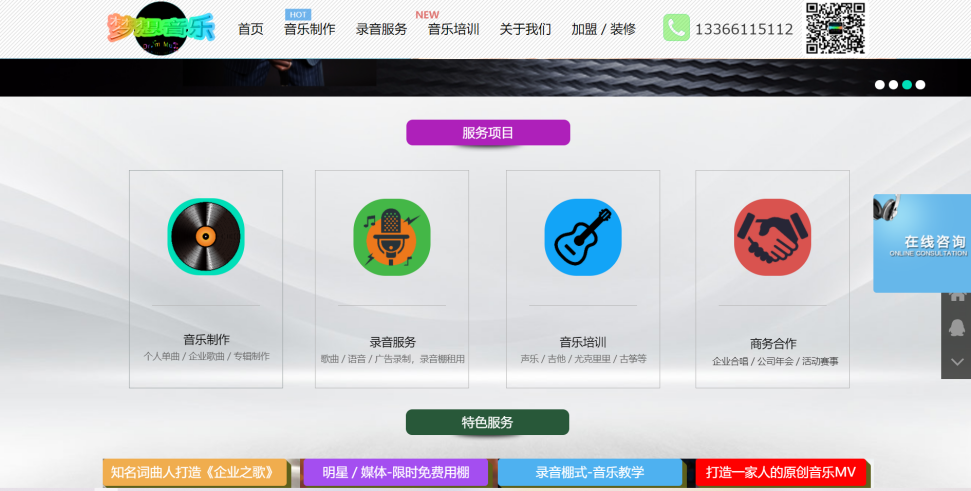 梦想音乐
首页
HOT
音乐制作
录音服务
NEW
音乐培训
关于我们
加盟 / 装修
13366115112
服务项目
在线咨询
ONLINE CONSULTATION
音乐制作
个人单曲 / 企业歌曲 / 专辑制作
录音服务
歌曲 / 语音 / 广告录制，录音棚租用
音乐培训
声乐 / 吉他 / 尤克里里 / 古筝等
商务合作
企业合唱 / 公司年会 / 活动赛事
特色服务
知名词曲人打造《企业之歌》
明星 / 媒体-限时免费用棚
录音棚式-音乐教学
打造一家人的原创音乐MV